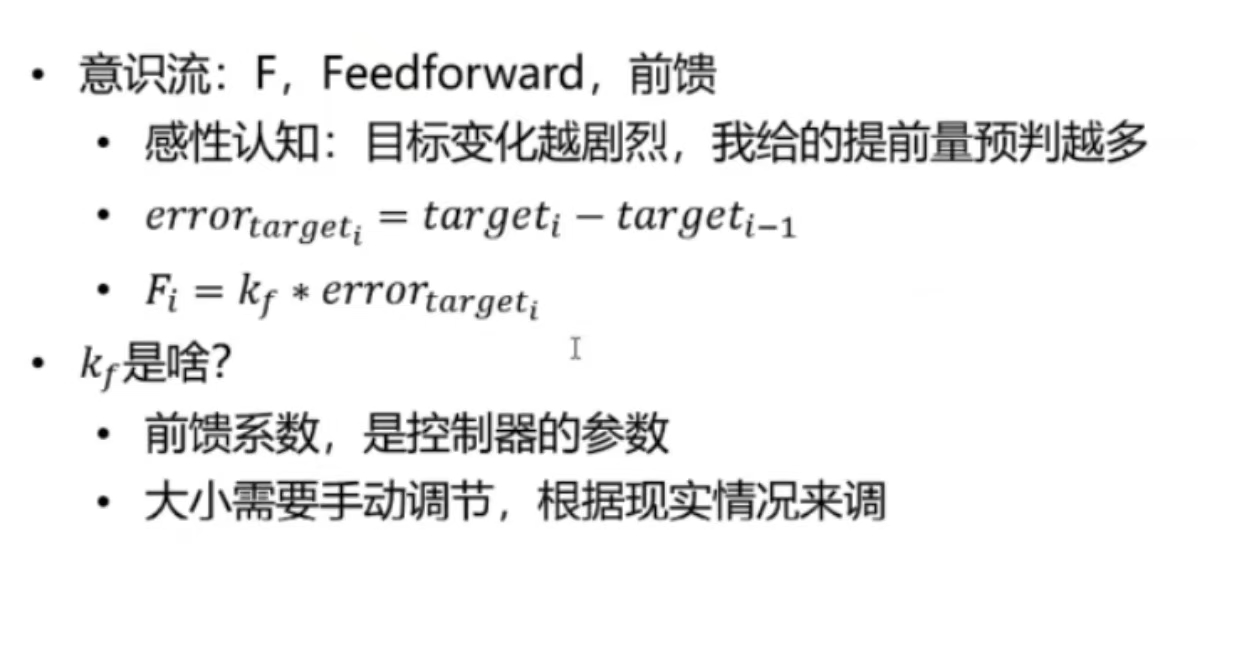 • 意识流：F，Feedforward，前馈
• 感性认知：目标变化越剧烈，我给的提前量预判越多
• $error_{target_i} = target_i - target_{i-1}$
• $F_i = k_f * error_{target_i}$
• $k_f$是啥？
• 前馈系数，是控制器的参数
• 大小需要手动调节，根据现实情况来调